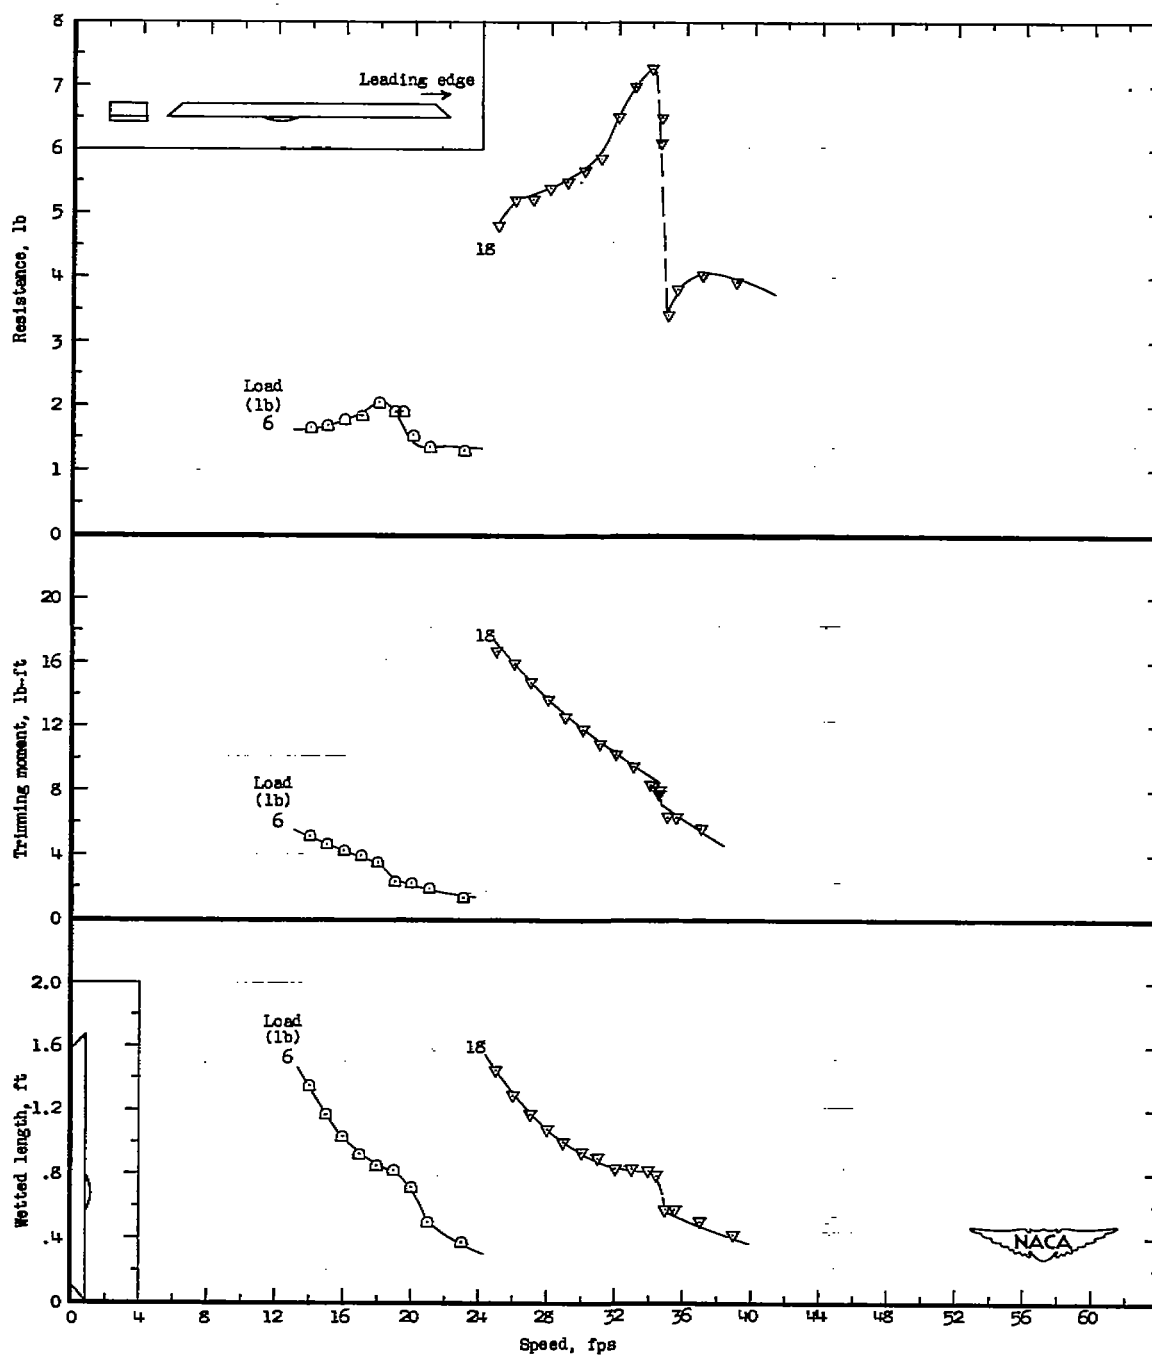 8
7
6
5
4
3
2
1
0
Resistance, lb
Leading edge
18
Load
(lb)
6
20
16
12
8
4
0
Trimming moment, lb-ft
18
Load
(lb)
6
2.0
1.6
1.2
.8
.4
0
Wetted length, ft
Load
(lb)
6
18
NACA
0 4 8 12 16 20 24 28 32 36 40 44 48 52 56 60
Speed, fps